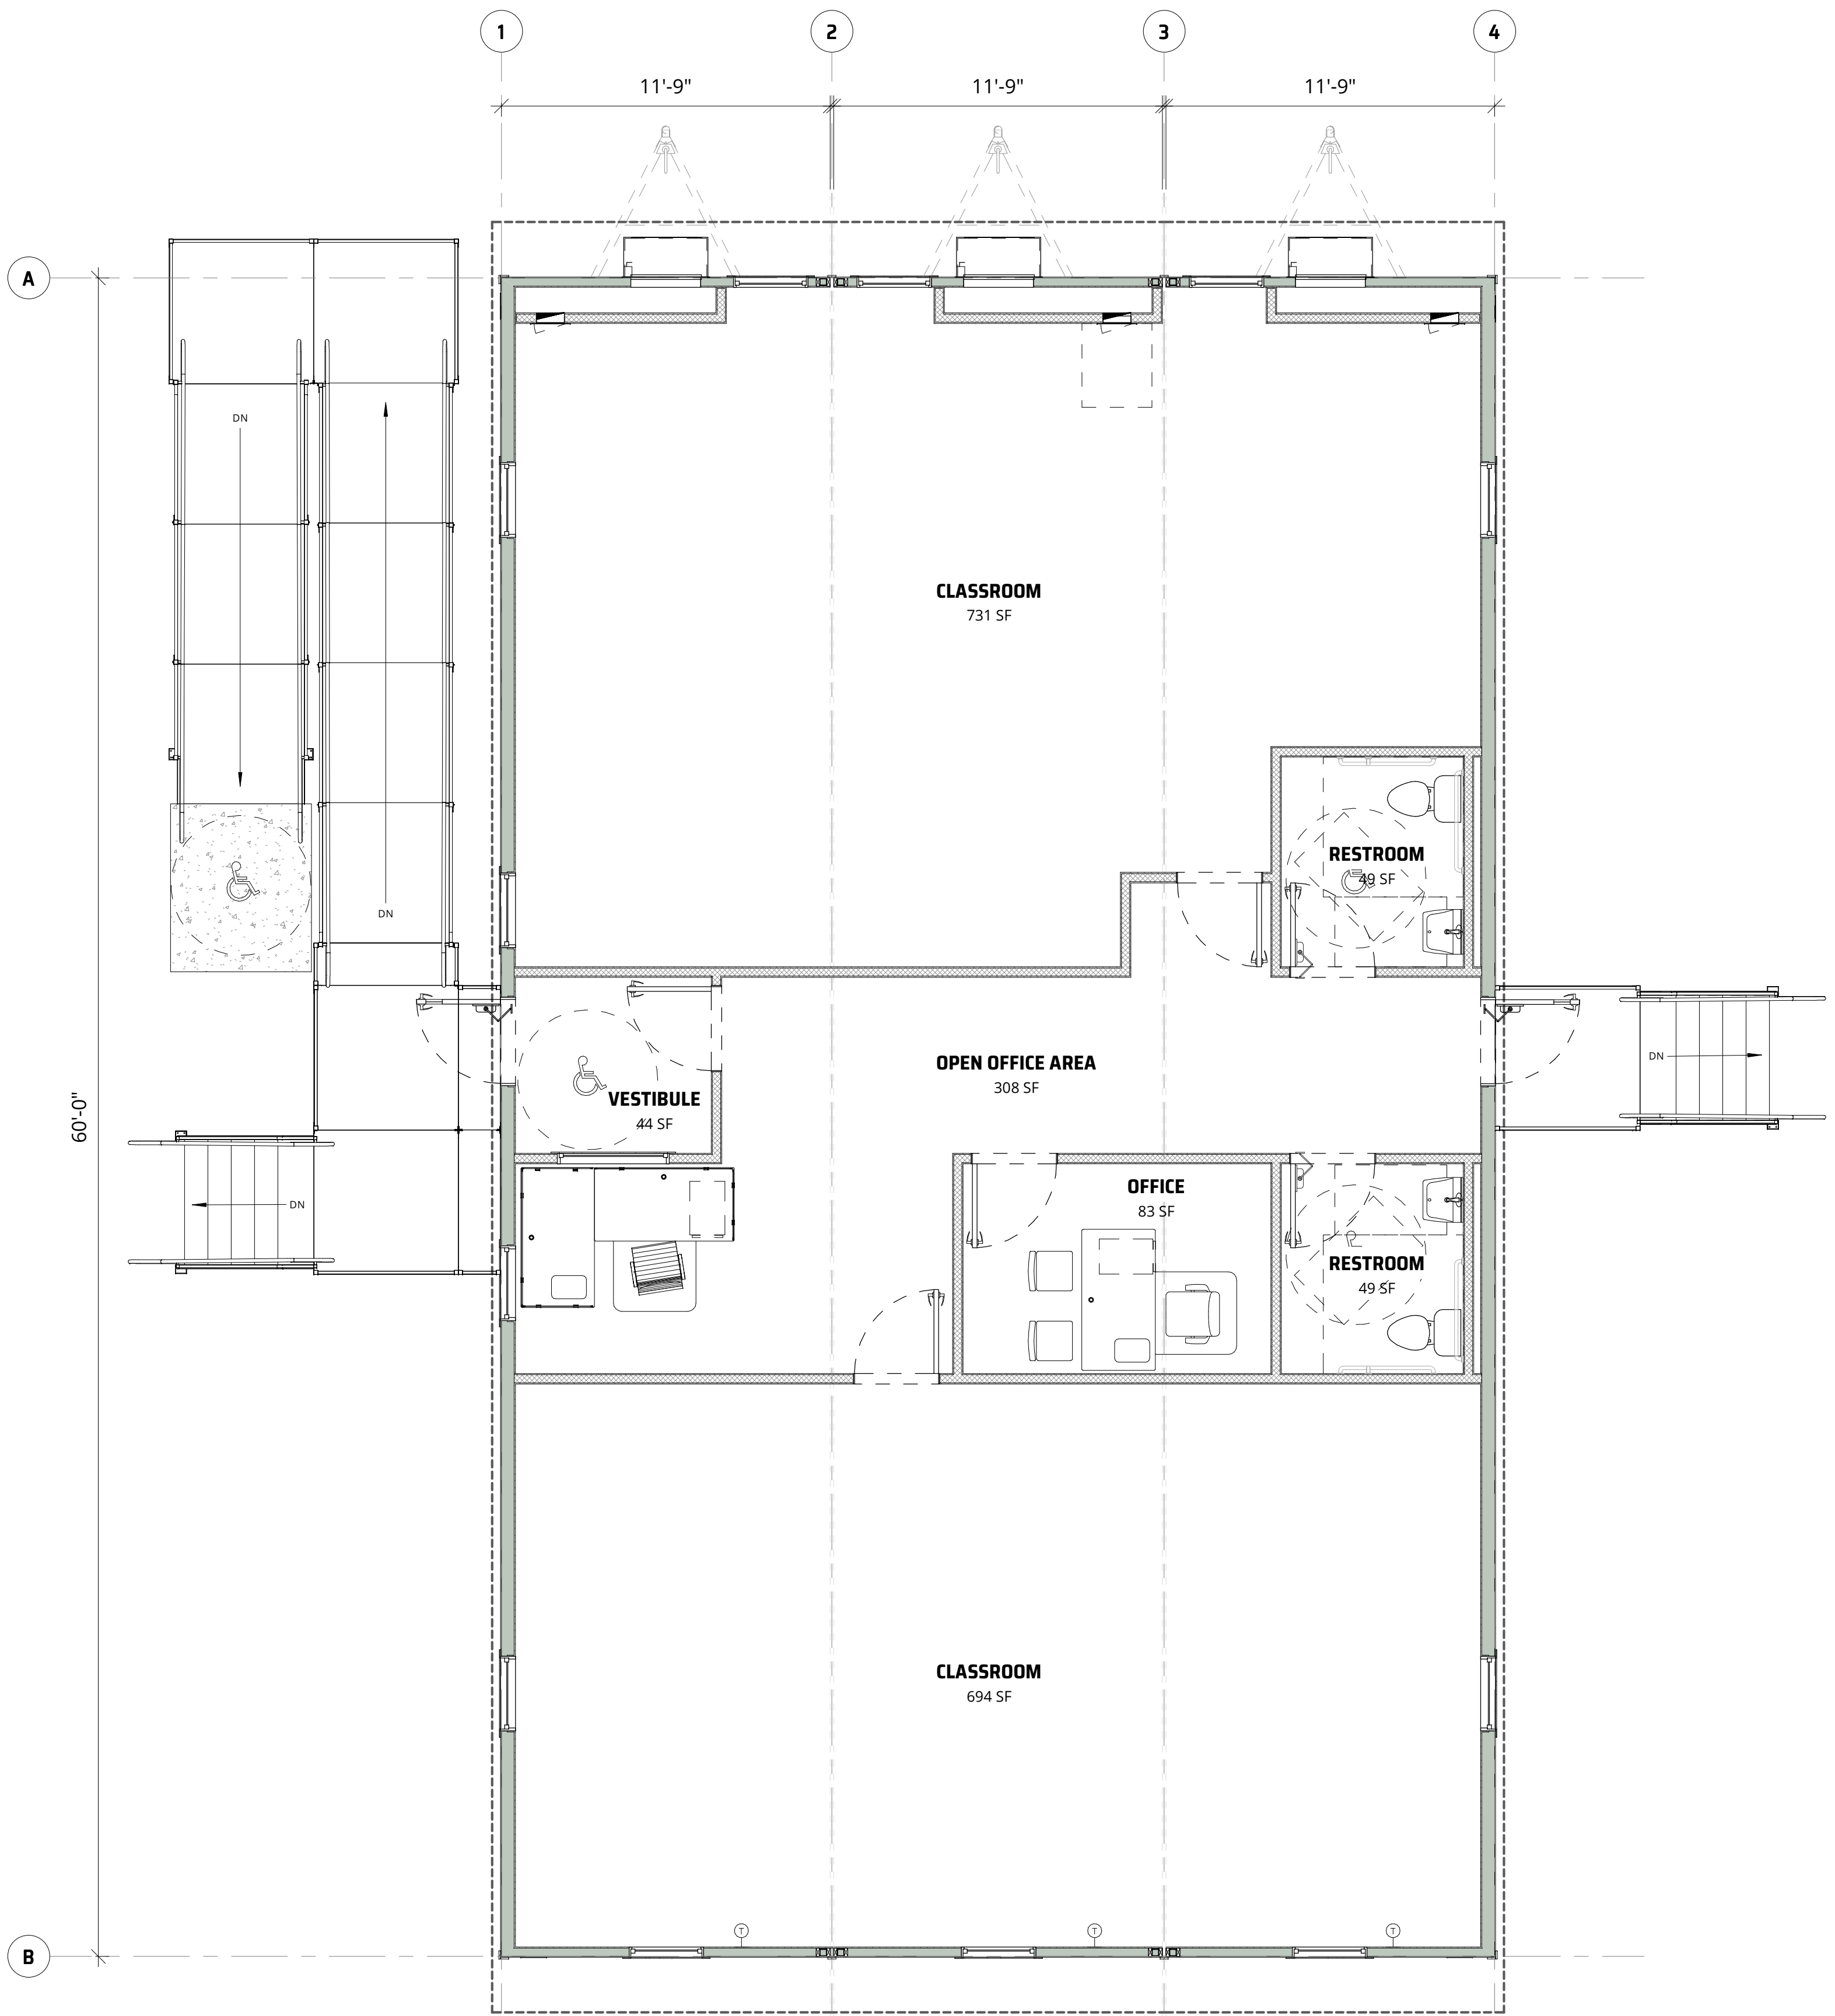 1
2
3
4
11'-9"
11'-9"
11'-9"
A
DN
CLASSROOM
731 SF
RESTROOM
49 SF
DN
OPEN OFFICE AREA
308 SF
DN
VESTIBULE
44 SF
60'-0"
OFFICE
83 SF
DN
RESTROOM
49 SF
CLASSROOM
694 SF
T
T
T
B